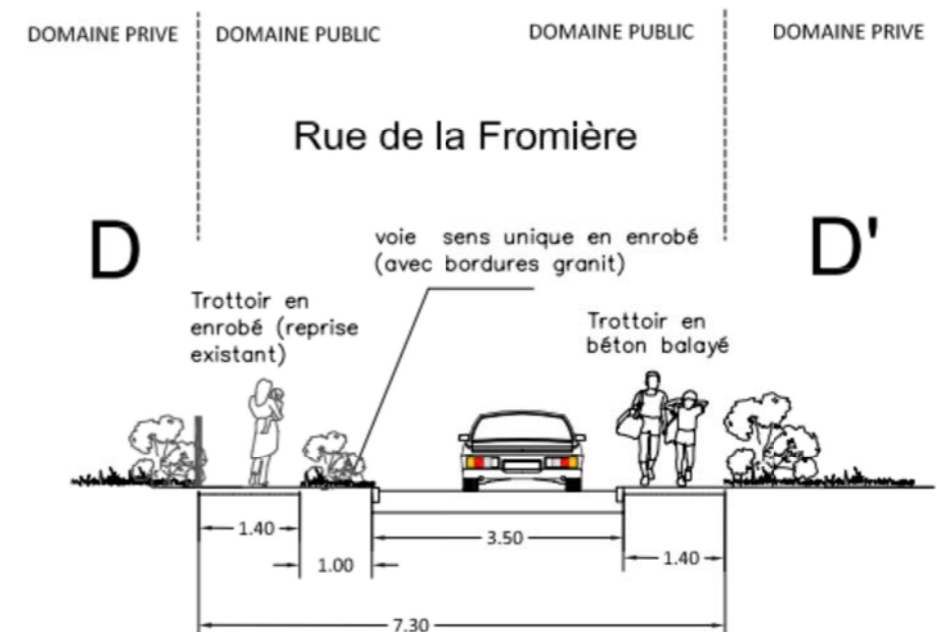 DOMAINE PRIVE
DOMAINE PUBLIC
DOMAINE PUBLIC
DOMAINE PRIVE
Rue de la Fromière
D
D'
voie sens unique en enrobé
(avec bordures granit)
Trottoir en
enrobé (reprise
existant)
Trottoir en
béton balayé
1.40
1.00
3.50
1.40
7.30